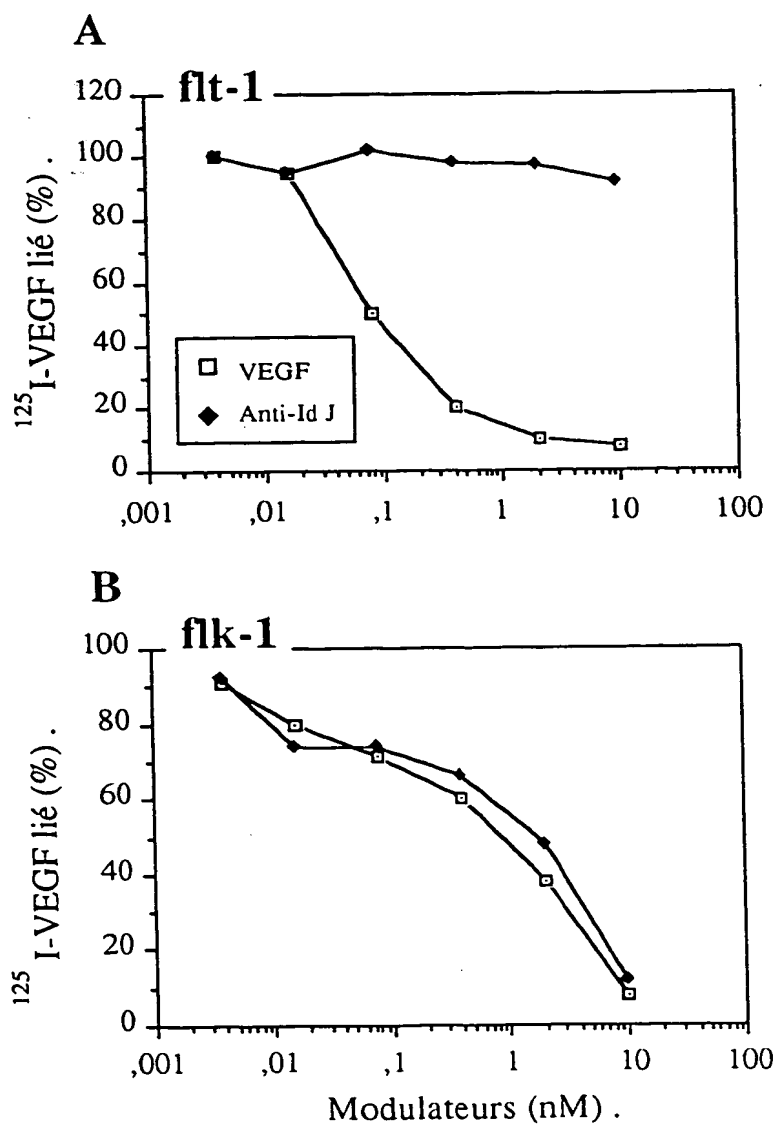 A
flt-1
120
100
80
60
40
20
0
125I-VEGF lié (%) .
VEGF
Anti-Id J
,001 ,01 ,1 1 10 100
B
flk-1
100
80
60
40
20
0
125 I-VEGF lié (%) .
,001 ,01 ,1 1 10 100
Modulateurs (nM) .